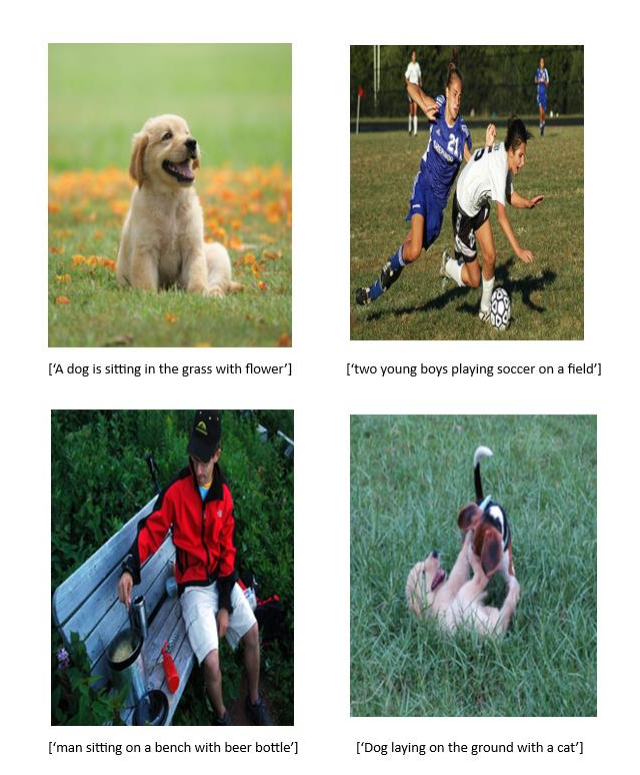 21
['A dog is sitting in the grass with flower']
['two young boys playing soccer on a field']
['man sitting on a bench with beer bottle']
['Dog laying on the ground with a cat']